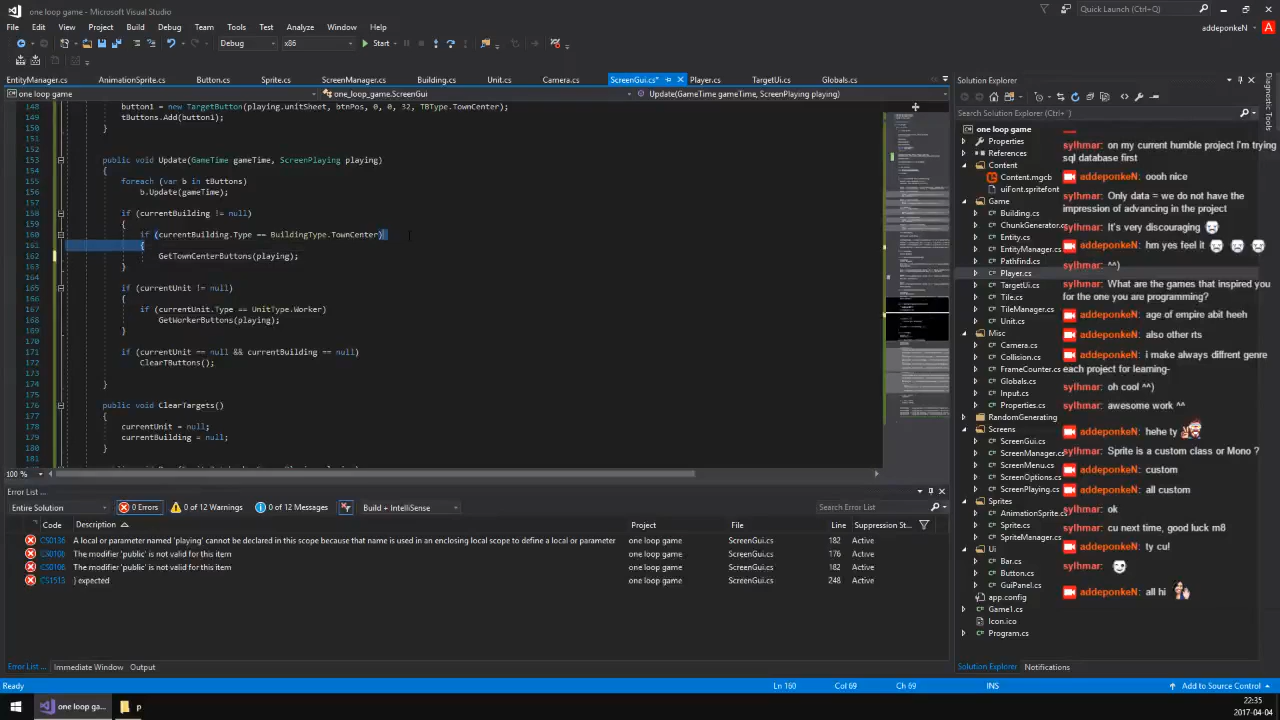 one loop game - Microsoft Visual Studio
Quick Launch (Ctrl+Q)
File Edit View Project Build Debug Team Tools Test Analyze Window Help
addeponkeN A
Debug x86 Start
EntityManager.cs AnimationSprite.cs Button.cs Sprite.cs ScreenManager.cs Building.cs Unit.cs Camera.cs ScreenGui.cs* Player.cs TargetUi.cs Globals.cs
one loop game one_loop_game.ScreenGui Update(GameTime gameTime, ScreenPlaying playing)
148 button1 = new TargetButton(playing.unitSheet, btnPos, 0, 0, 32, TBType.TownCenter);
149 tButtons.Add(button1);
150 }
151
152
153 public void Update(GameTime gameTime, ScreenPlaying playing)
154 {
155 foreach (var b in tButtons)
156 b.Update(gameTime);
157
158 if (currentBuilding != null)
159
160 if (currentBuilding.Type == BuildingType.TownCenter)
161 {
162 GetTownCenterButtons(playing);
163 }
164
165 if (currentUnit != null)
166 {
167 if (currentUnit.Type == UnitType.Worker)
168 GetWorkerButtons(playing);
169 }
170
171 if (currentUnit == null && currentBuilding == null)
172 ClearTButtons();
173
174 }
175
176 public void ClearTargets()
177 {
178 currentUnit = null;
179 currentBuilding = null;
180 }
181
100 %
Error List
Entire Solution 0 Errors 0 of 12 Warnings 0 of 12 Messages Build + IntelliSense Search Error List
Code Description Project File Line Suppression St...
CS0136 A local or parameter named 'playing' cannot be declared in this scope because that name is used in an enclosing local scope to define a local or parameter one loop game ScreenGui.cs 182 Active
CS0106 The modifier 'public' is not valid for this item one loop game ScreenGui.cs 176 Active
CS0106 The modifier 'public' is not valid for this item one loop game ScreenGui.cs 182 Active
CS1513 } expected one loop game ScreenGui.cs 248 Active
Error List ... Immediate Window Output
Ready Ln 160 Col 69 Ch 69 INS Add to Source Control
one loop ga... p
22:35
2017-04-04
Solution Explorer
Search Solution Explorer (Ctrl+')
one loop game
Properties
References
Content
Content.mgcb
uiFont.spritefont
Game
Building.cs
ChunkGenerator.cs
Entity.cs
EntityManager.cs
Pathfind.cs
Player.cs
TargetUi.cs
Tile.cs
TileManager.cs
Unit.cs
Misc
Camera.cs
Collision.cs
FrameCounter.cs
Globals.cs
Input.cs
Properties.cs
RandomGenerating
Screens
ScreenGui.cs
ScreenManager.cs
ScreenMenu.cs
ScreenOptions.cs
ScreenPlaying.cs
Sprites
AnimationSprite.cs
Sprite.cs
SpriteManager.cs
Ui
Bar.cs
Button.cs
GuiPanel.cs
app.config
Game1.cs
Icon.ico
Program.cs
Solution Explorer Notifications
Diagnostic Tools
sylhmar: on my current humble project I'm trying
sql database first
addeponkeN: oooh nice
sylhmar: Only data = we do not have the
impression of advancing in the project
sylhmar: It's very discouraging
addeponkeN: hm yes feel it
sylhmar: ^^)
sylhmar: What are the games that inspired you
for the one you are programming?
addeponkeN: age of empire abit heeh
addeponkeN: also other rts
addeponkeN: i make games difrent genre
each project for learning
sylhmar: oh cool ^^)
sylhmar: awesome work ^^
addeponkeN: hehe ty
sylhmar: Sprite is a custom class or Mono ?
addeponkeN: custom
addeponkeN: all custom
sylhmar: ok
sylhmar: cu next time, good luck m8
addeponkeN: ty cu!
sylhmar:
addeponkeN: all hi